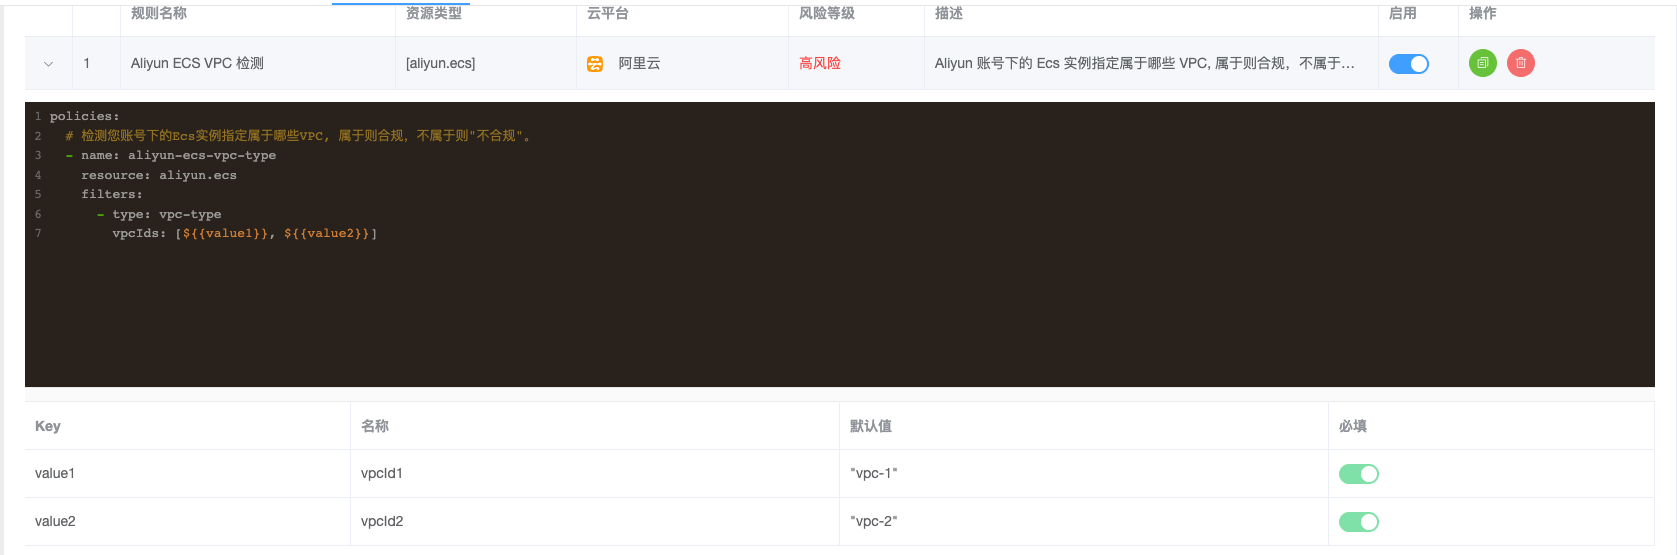 规则名称 资源类型 云平台 风险等级 描述 启用 操作
1 Aliyun ECS VPC 检测 [aliyun.ecs] 阿里云 高风险 Aliyun 账号下的 Ecs 实例指定属于哪些 VPC, 属于则合规，不属于...
1 policies:
2 # 检测您账号下的Ecs实例指定属于哪些VPC, 属于则合规，不属于则"不合规"。
3 - name: aliyun-ecs-vpc-type
4 resource: aliyun.ecs
5 filters:
6 - type: vpc-type
7 vpcIds: [${{value1}}, ${{value2}}]
Key 名称 默认值 必填
value1 vpcId1 "vpc-1"
value2 vpcId2 "vpc-2"